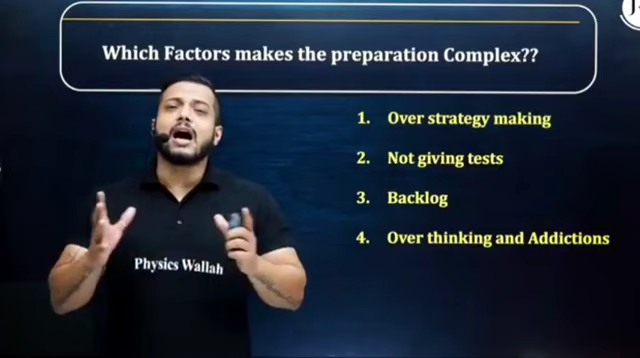 Which Factors makes the preparation Complex??
1. Over strategy making
2. Not giving tests
3. Backlog
4. Over thinking and Addictions
Physics Wallah